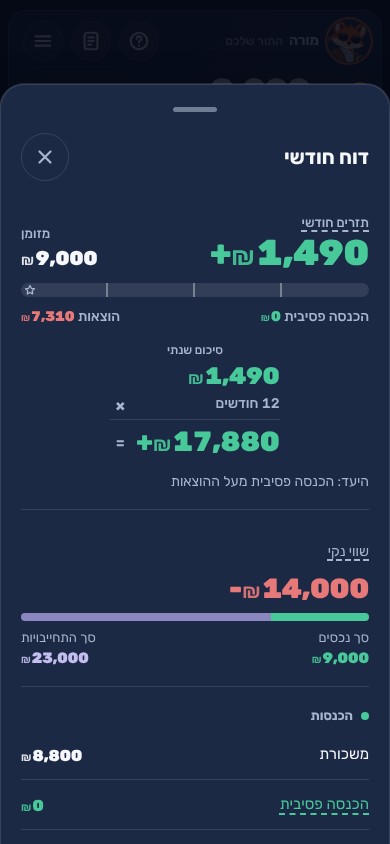 מורה התור שלכם
דוח חודשי
תזרים חודשי
+₪1,490
מזומן
₪9,000
הכנסה פסיבית ₪0
הוצאות ₪7,310
סיכום שנתי
₪1,490
12 חודשים ×
+₪17,880 =
היעד: הכנסה פסיבית מעל ההוצאות
שווי נקי
-₪14,000
סך נכסים סך התחייבויות
₪9,000 ₪23,000
הכנסות
משכורת ₪8,800
הכנסה פסיבית ₪0